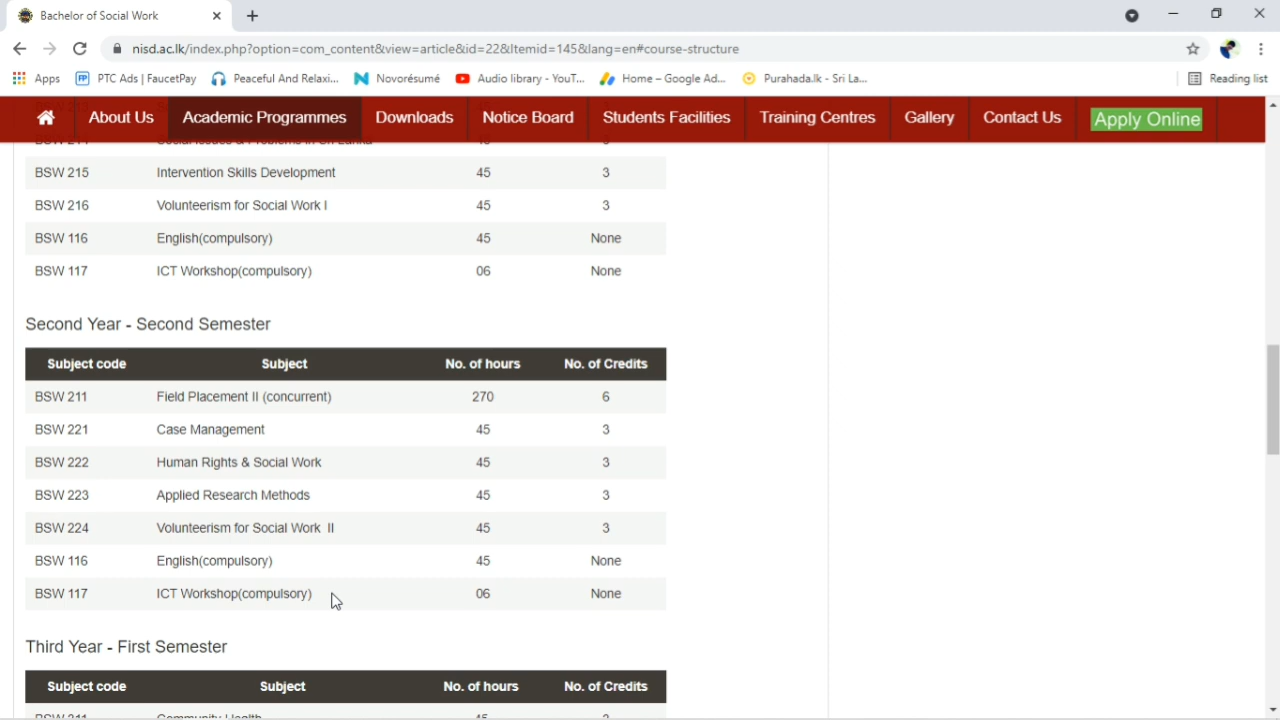 Bachelor of Social Work
nisd.ac.lk/index.php?option=com_content&view=article&id=22&Itemid=145&lang=en#course-structure
Apps PTC Ads | FaucetPay Peaceful And Relaxi... Novorésumé Audio library - YouT... Home – Google Ad... Purahada.lk - Sri La... Reading list
About Us Academic Programmes Downloads Notice Board Students Facilities Training Centres Gallery Contact Us Apply Online
BSW 215 Intervention Skills Development 45 3
BSW 216 Volunteerism for Social Work I 45 3
BSW 116 English(compulsory) 45 None
BSW 117 ICT Workshop(compulsory) 06 None
Second Year - Second Semester
Subject code Subject No. of hours No. of Credits
BSW 211 Field Placement II (concurrent) 270 6
BSW 221 Case Management 45 3
BSW 222 Human Rights & Social Work 45 3
BSW 223 Applied Research Methods 45 3
BSW 224 Volunteerism for Social Work II 45 3
BSW 116 English(compulsory) 45 None
BSW 117 ICT Workshop(compulsory) 06 None
Third Year - First Semester
Subject code Subject No. of hours No. of Credits
Community Health